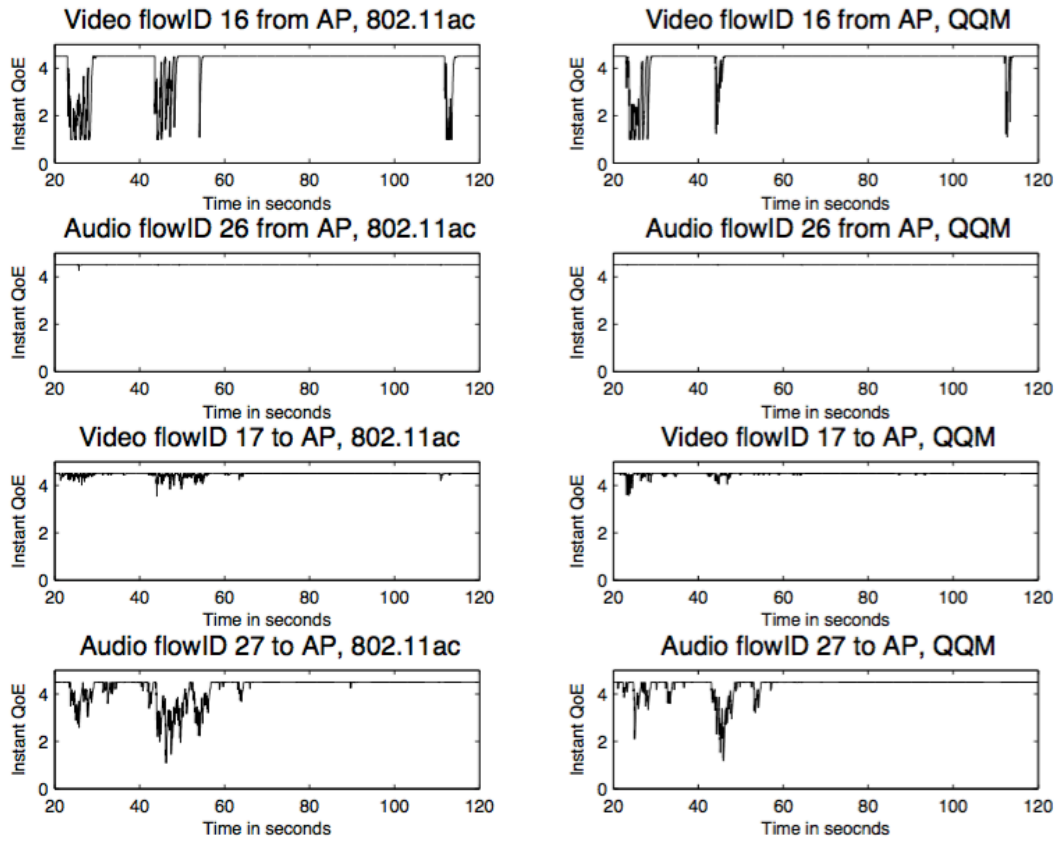 Video flowID 16 from AP, 802.11ac
Instant QoE
4
2
0
20 40 60 80 100 120
Time in seconds
Video flowID 16 from AP, QQM
Instant QoE
4
2
0
20 40 60 80 100 120
Time in seconds
Audio flowID 26 from AP, 802.11ac
Instant QoE
4
2
0
20 40 60 80 100 120
Time in seconds
Audio flowID 26 from AP, QQM
Instant QoE
4
2
0
20 40 60 80 100 120
Time in seconds
Video flowID 17 to AP, 802.11ac
Instant QoE
4
2
0
20 40 60 80 100 120
Time in seconds
Video flowID 17 to AP, QQM
Instant QoE
4
2
0
20 40 60 80 100 120
Time in seconds
Audio flowID 27 to AP, 802.11ac
Instant QoE
4
2
0
20 40 60 80 100 120
Time in seconds
Audio flowID 27 to AP, QQM
Instant QoE
4
2
0
20 40 60 80 100 120
Time in seocnds